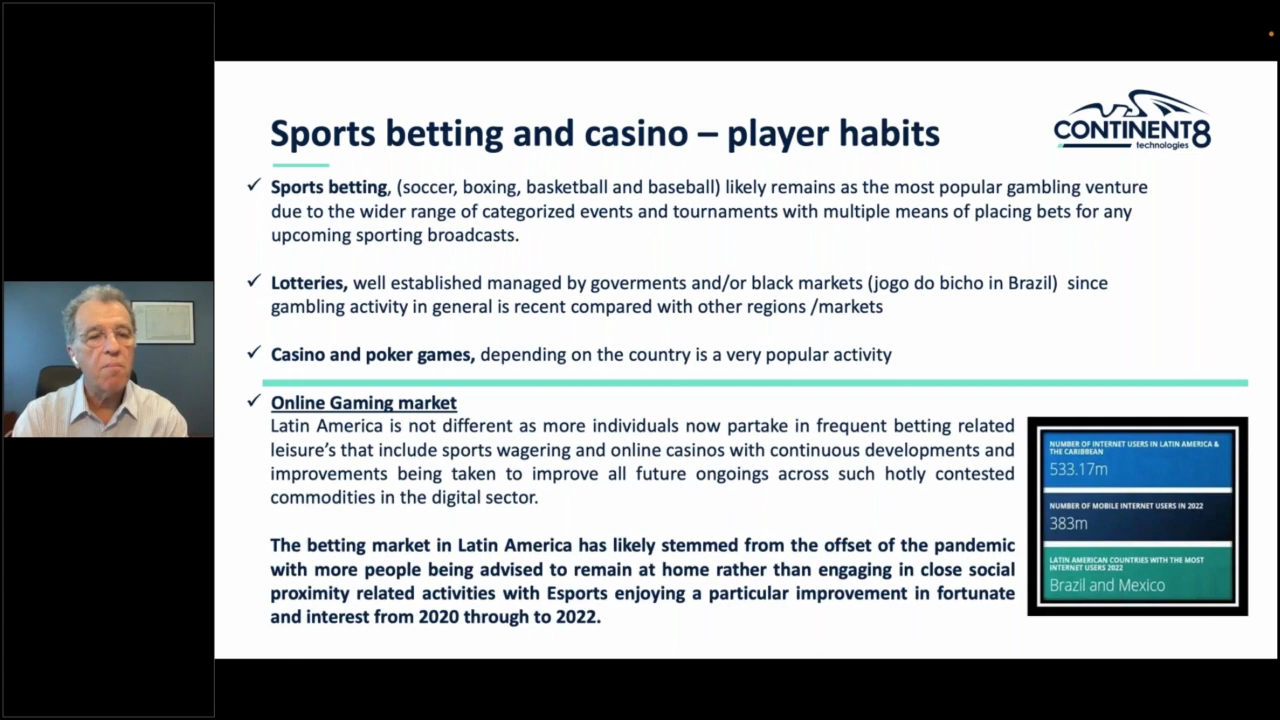 Sports betting and casino – player habits
CONTINENT8
technologies
✓ Sports betting, (soccer, boxing, basketball and baseball) likely remains as the most popular gambling venture
due to the wider range of categorized events and tournaments with multiple means of placing bets for any
upcoming sporting broadcasts.
✓ Lotteries, well established managed by goverments and/or black markets (jogo do bicho in Brazil) since
gambling activity in general is recent compared with other regions /markets
✓ Casino and poker games, depending on the country is a very popular activity
✓ Online Gaming market
Latin America is not different as more individuals now partake in frequent betting related
leisure's that include sports wagering and online casinos with continuous developments and
improvements being taken to improve all future ongoings across such hotly contested
commodities in the digital sector.
The betting market in Latin America has likely stemmed from the offset of the pandemic
with more people being advised to remain at home rather than engaging in close social
proximity related activities with Esports enjoying a particular improvement in fortunate
and interest from 2020 through to 2022.
NUMBER OF INTERNET USERS IN LATIN AMERICA &
THE CARIBBEAN
533.17m
NUMBER OF MOBILE INTERNET USERS IN 2022
383m
LATIN AMERICAN COUNTRIES WITH THE MOST
INTERNET USERS 2022
Brazil and Mexico